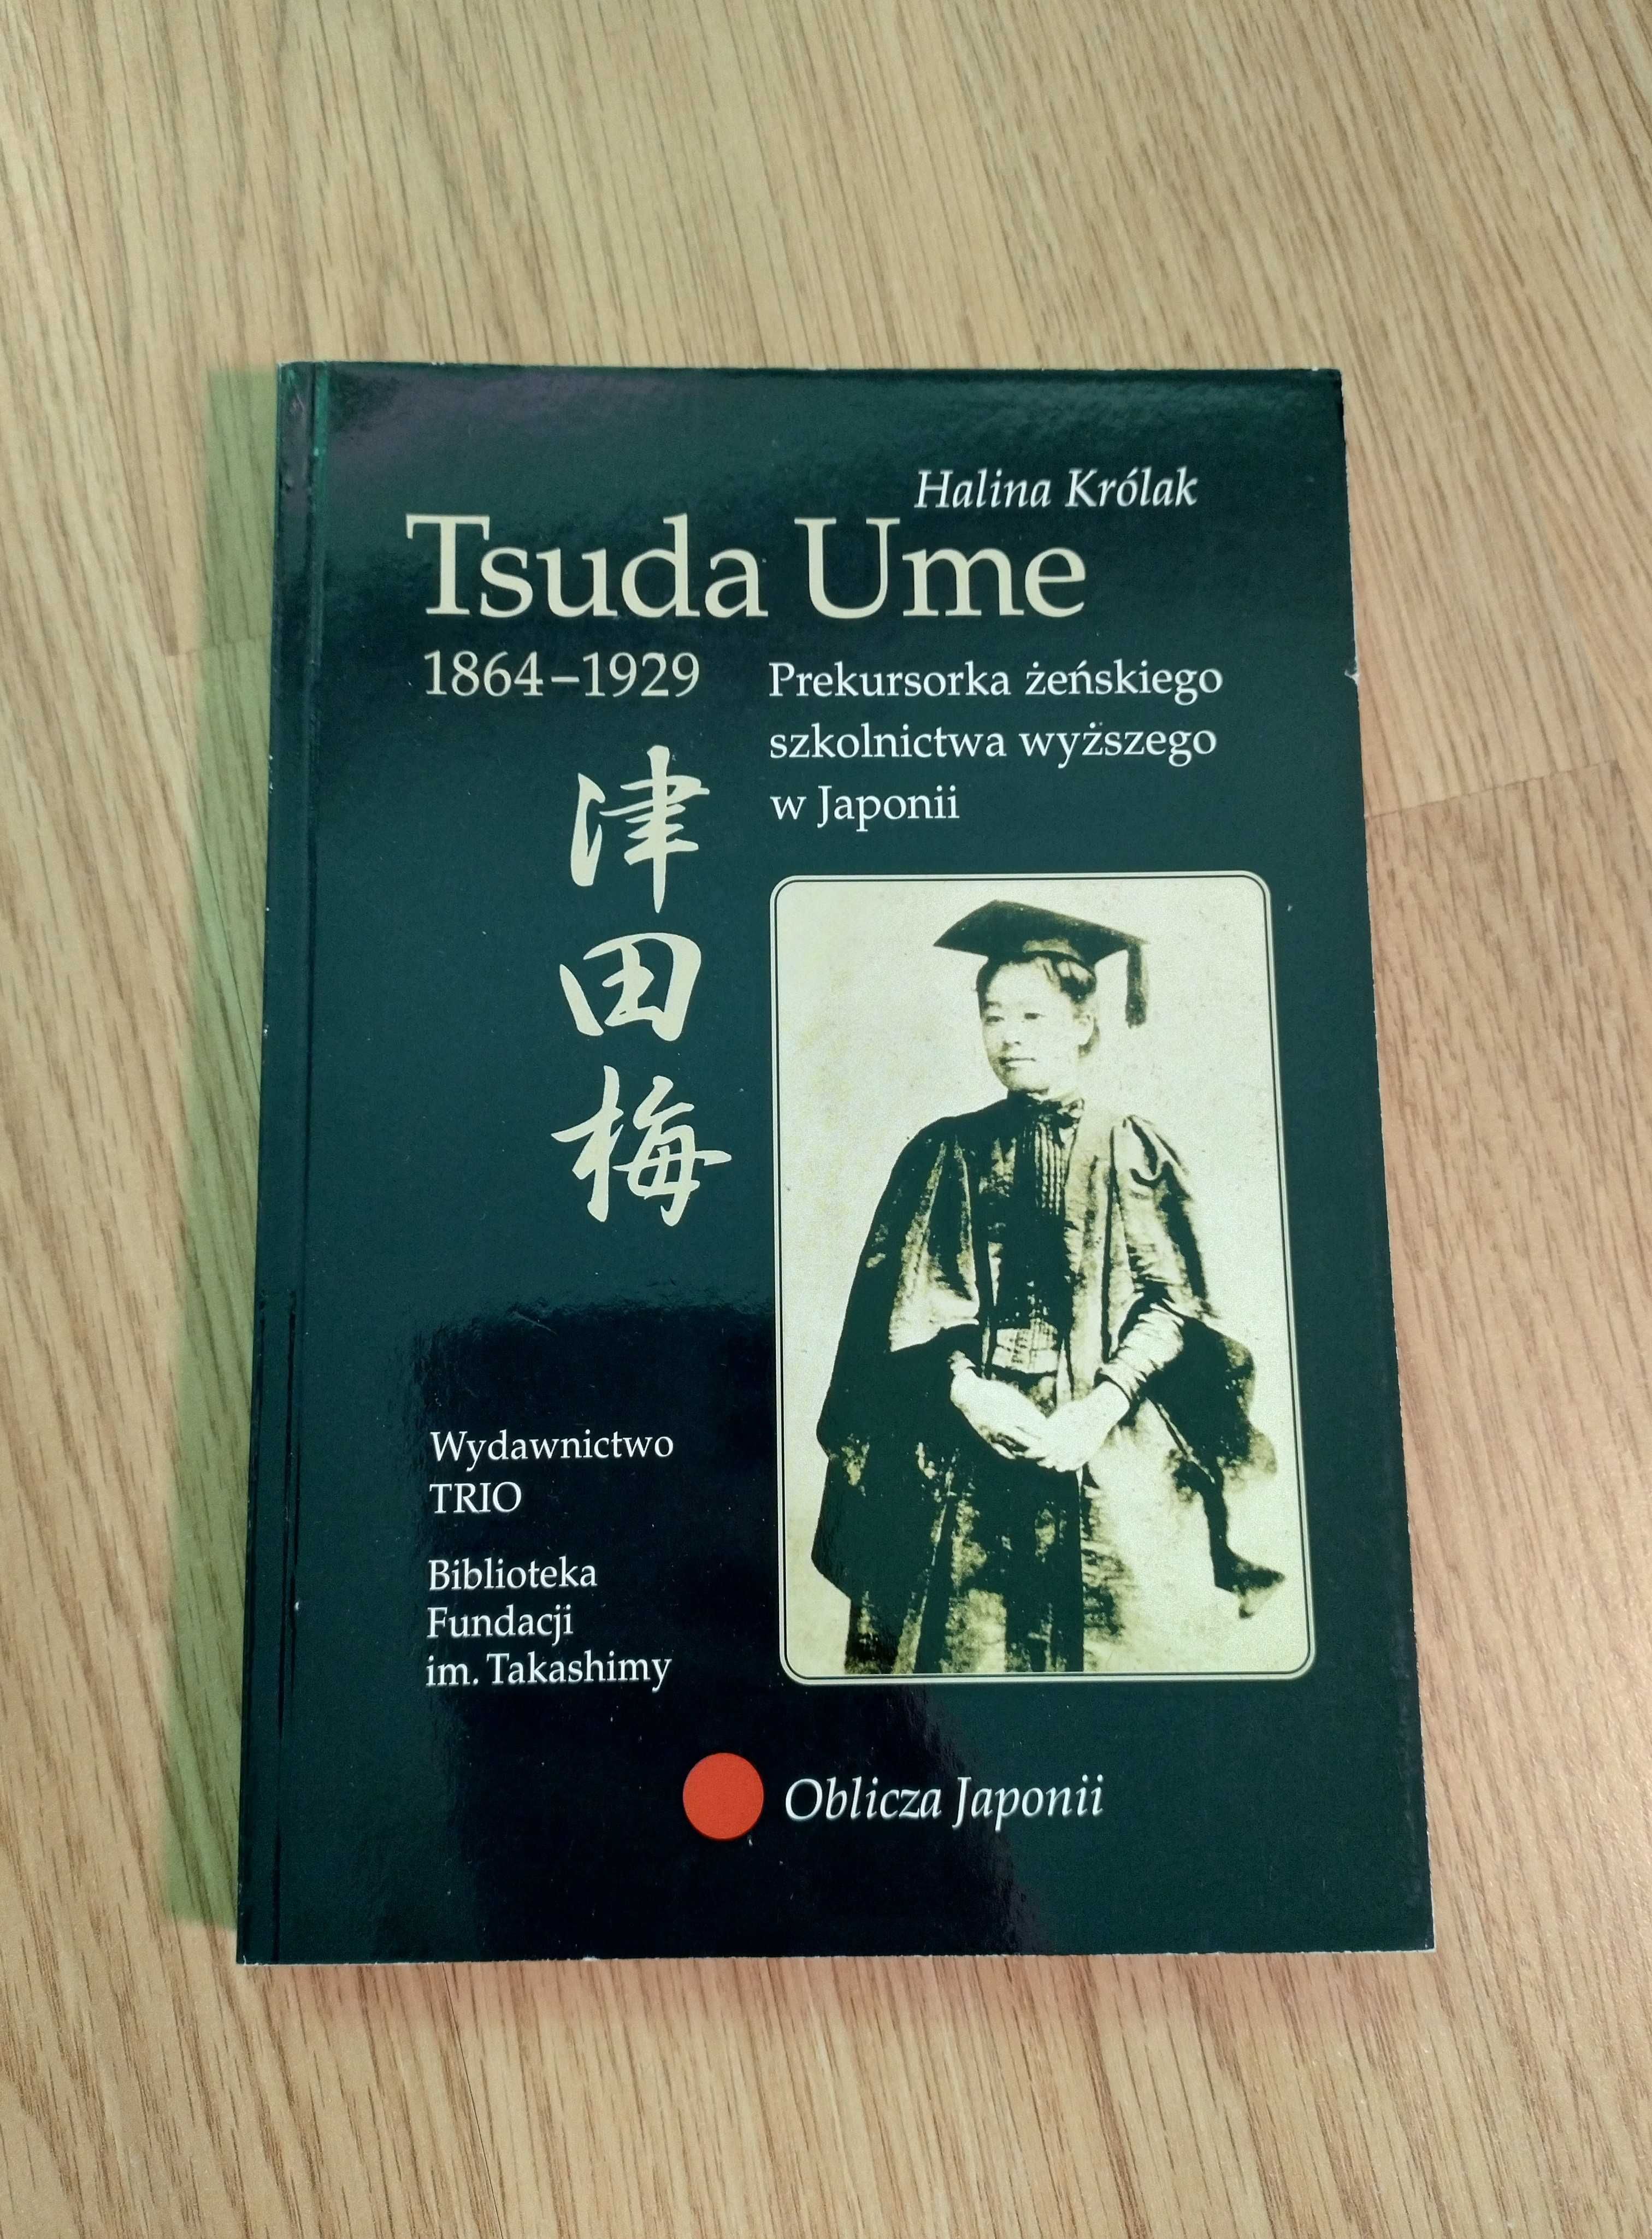 Halina Królak
Tsuda Ume
1864–1929
Prekursorka żeńskiego
szkolnictwa wyższego
w Japonii
津田梅
Wydawnictwo
TRIO
Biblioteka
Fundacji
im. Takashimy
Oblicza Japonii